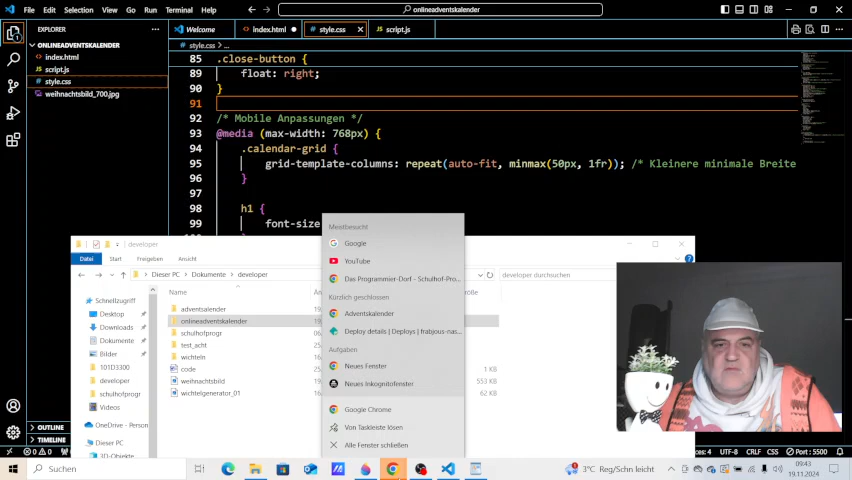 File Edit Selection View Go Run Terminal Help
onlineadventskalender
EXPLORER
ONLINEADVENTSKALENDER
index.html
script.js
style.css
weihnachtsbild_700.jpg
OUTLINE
TIMELINE
Welcome
index.html
style.css
script.js
style.css > ...
85 .close-button {
89 float: right;
90 }
91
92 /* Mobile Anpassungen */
93 @media (max-width: 768px) {
94 .calendar-grid {
95 grid-template-columns: repeat(auto-fit, minmax(50px, 1fr)); /* Kleinere minimale Breite
96 }
97
98 h1 {
99 font-size
developer
Datei Start Freigeben Ansicht
Dieser PC > Dokumente > developer
developer durchsuchen
Schnellzugriff
Desktop
Downloads
Dokumente
Bilder
101D3300
developer
schulhofprogr
Videos
OneDrive - Person
Dieser PC
3D-Objekte
Name
adventsalender
onlineadventskalender
schulhofprogr
test_acht
wichteln
code
weihnachtsbild
wichtelgenerator_01
1 KB
553 KB
62 KB
Meistbesucht
Google
YouTube
Das Programmier-Dorf – Schulhof-Pro...
Kürzlich geschlossen
Adventskalender
Deploy details | Deploys | frabjous-nas...
Aufgaben
Neues Fenster
Neues Inkognitofenster
Google Chrome
Von Taskleiste lösen
Alle Fenster schließen
0 0
Spaces: 4 UTF-8 CRLF CSS Port : 5500
Suchen
3°C Reg/Schn leicht
09:43
19.11.2024